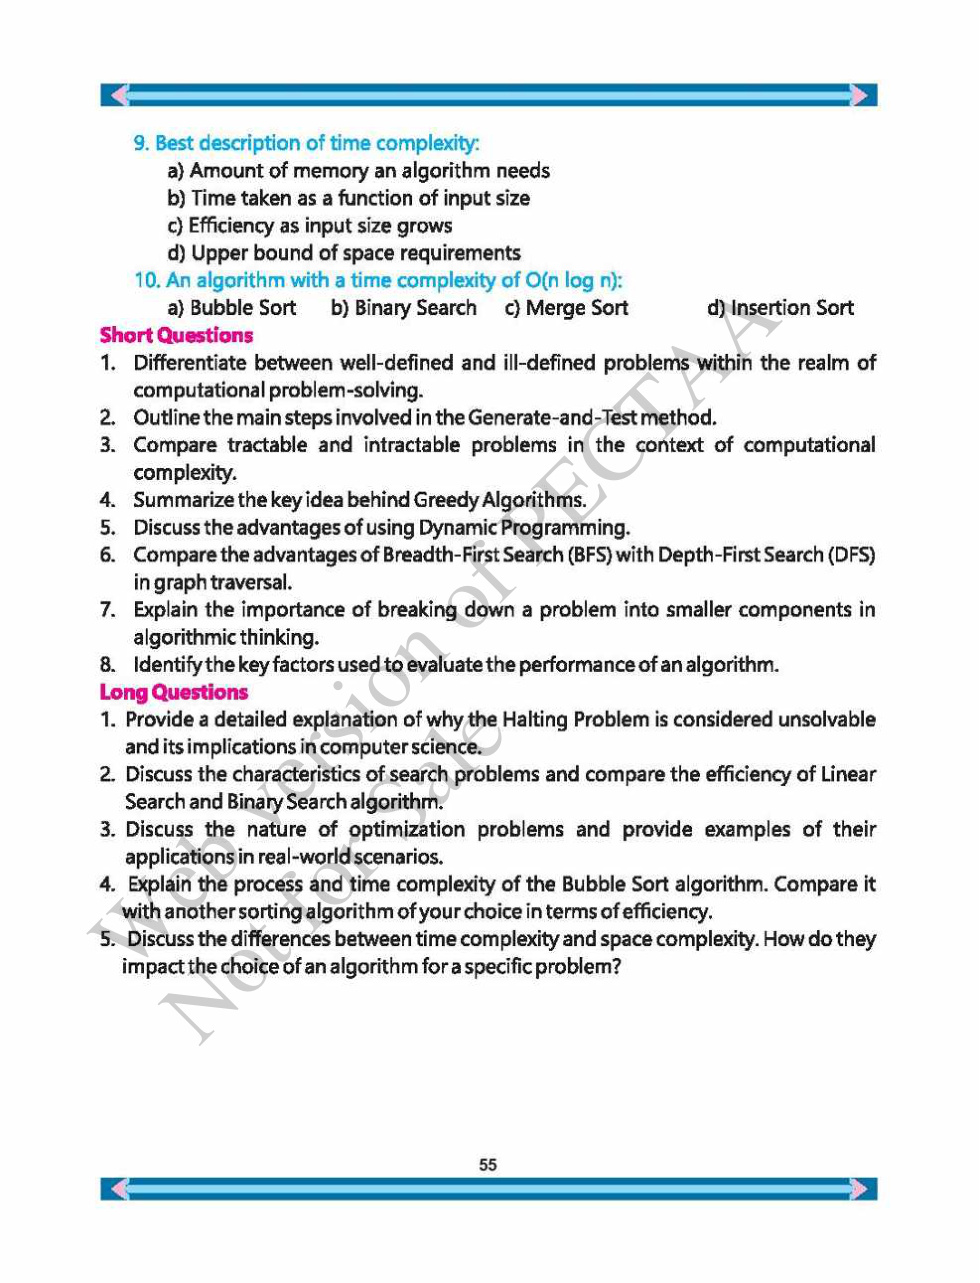 9. Best description of time complexity:
a) Amount of memory an algorithm needs
b) Time taken as a function of input size
c) Efficiency as input size grows
d) Upper bound of space requirements
10. An algorithm with a time complexity of O(n log n):
a) Bubble Sort b) Binary Search c) Merge Sort d) Insertion Sort
Short Questions
1. Differentiate between well-defined and ill-defined problems within the realm of
computational problem-solving.
2. Outline the main steps involved in the Generate-and-Test method.
3. Compare tractable and intractable problems in the context of computational
complexity.
4. Summarize the key idea behind Greedy Algorithms.
5. Discuss the advantages of using Dynamic Programming.
6. Compare the advantages of Breadth-First Search (BFS) with Depth-First Search (DFS)
in graph traversal.
7. Explain the importance of breaking down a problem into smaller components in
algorithmic thinking.
8. Identify the key factors used to evaluate the performance of an algorithm.
Long Questions
1. Provide a detailed explanation of why the Halting Problem is considered unsolvable
and its implications in computer science.
2. Discuss the characteristics of search problems and compare the efficiency of Linear
Search and Binary Search algorithm.
3. Discuss the nature of optimization problems and provide examples of their
applications in real-world scenarios.
4. Explain the process and time complexity of the Bubble Sort algorithm. Compare it
with another sorting algorithm of your choice in terms of efficiency.
5. Discuss the differences between time complexity and space complexity. How do they
impact the choice of an algorithm for a specific problem?
Web version of PECTAA
Not for Sale
55